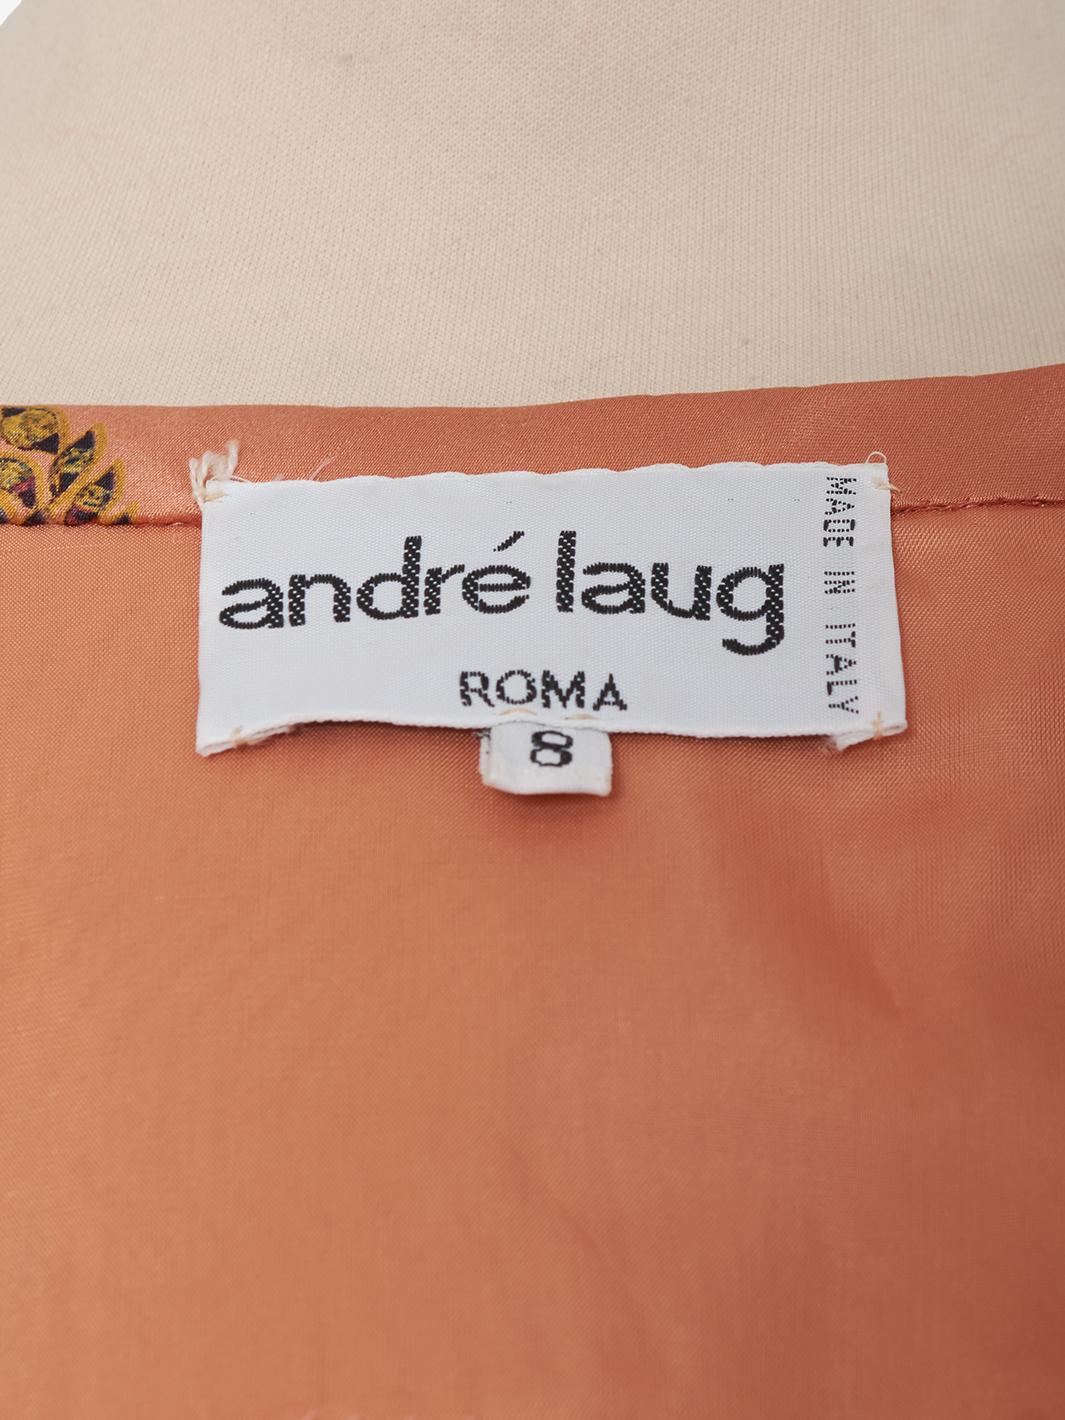 andré laug
ROMA
8
MADE IN ITALY